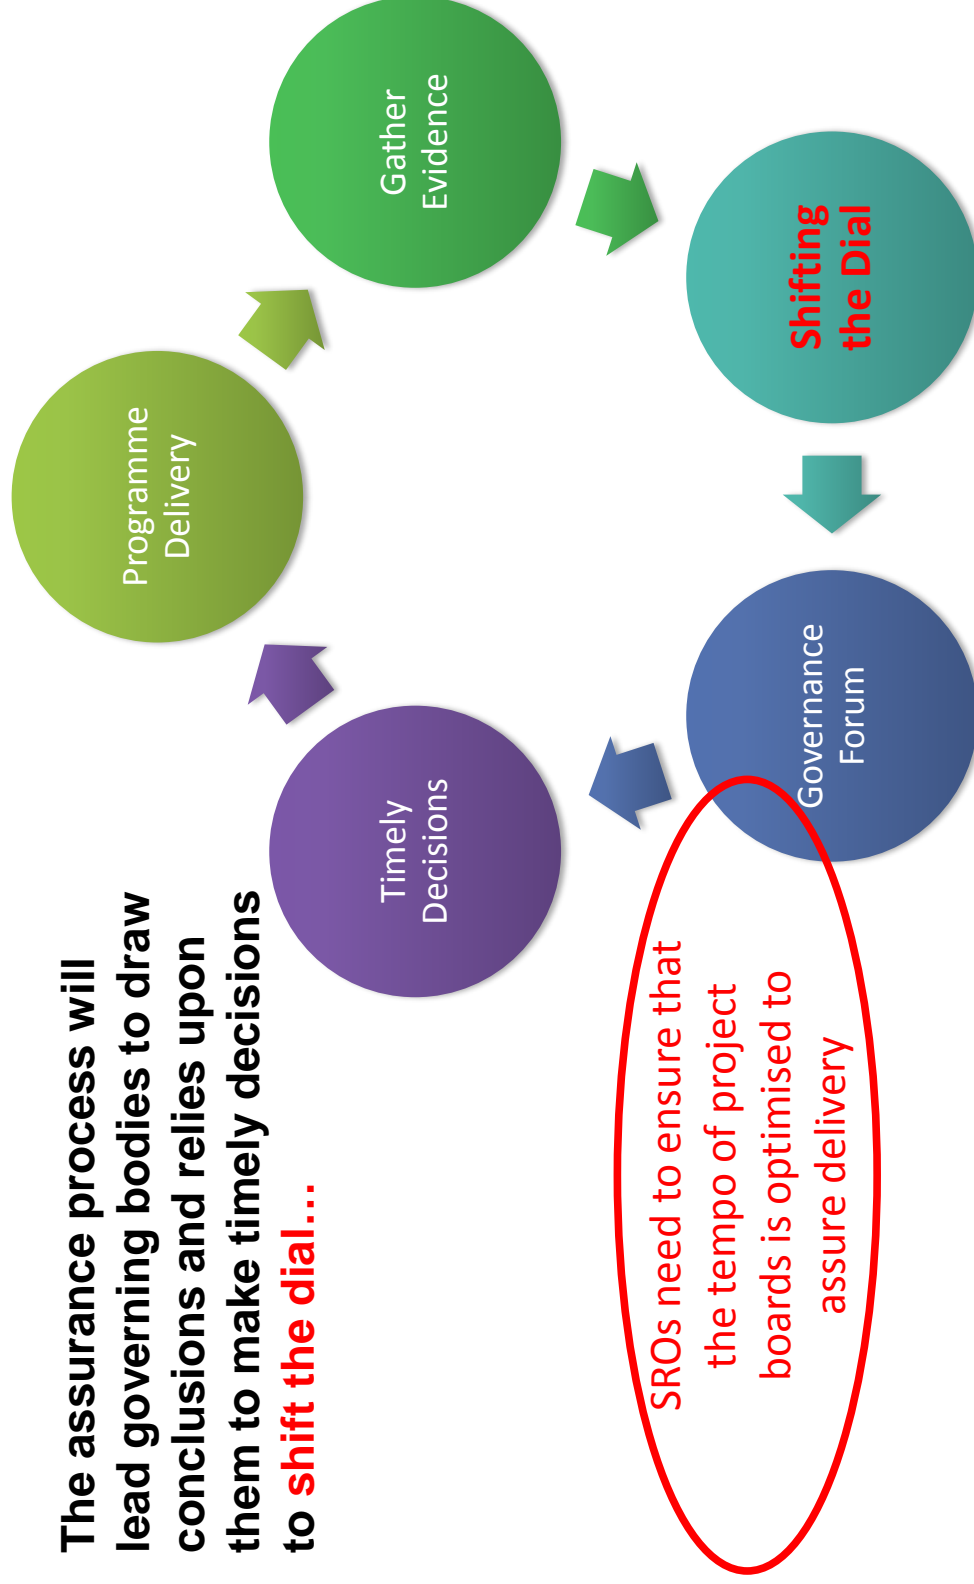 The assurance process will
lead governing bodies to draw
conclusions and relies upon
them to make timely decisions
to shift the dial…
Programme
Delivery
Gather
Evidence
Shifting
the Dial
Governance
Forum
Timely
Decisions
SROs need to ensure that
the tempo of project
boards is optimised to
assure delivery